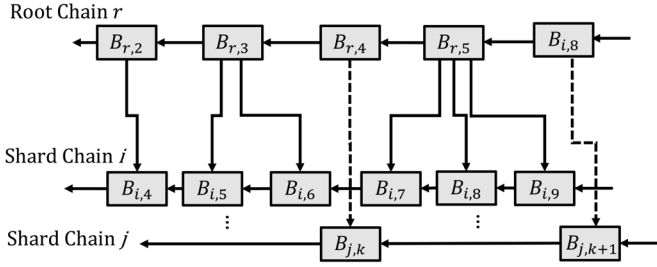 Root Chain r
B_{r,2} B_{r,3} B_{r,4} B_{r,5} B_{i,8}
Shard Chain i
B_{i,4} B_{i,5} B_{i,6} B_{i,7} B_{i,8} B_{i,9}
⋮ ⋮
Shard Chain j
B_{j,k} B_{j,k+1}